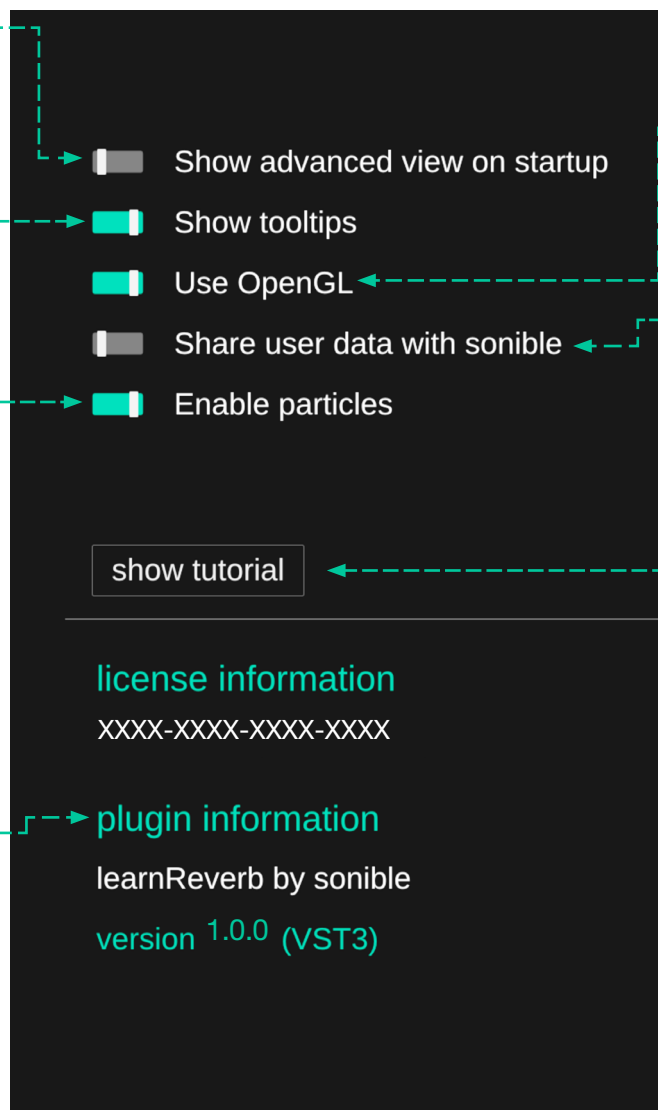 Show advanced view on startup
Show tooltips
Use OpenGL
Share user data with sonible
Enable particles
show tutorial
license information
XXXX-XXXX-XXXX-XXXX
plugin information
learnReverb by sonible
version 1.0.0 (VST3)